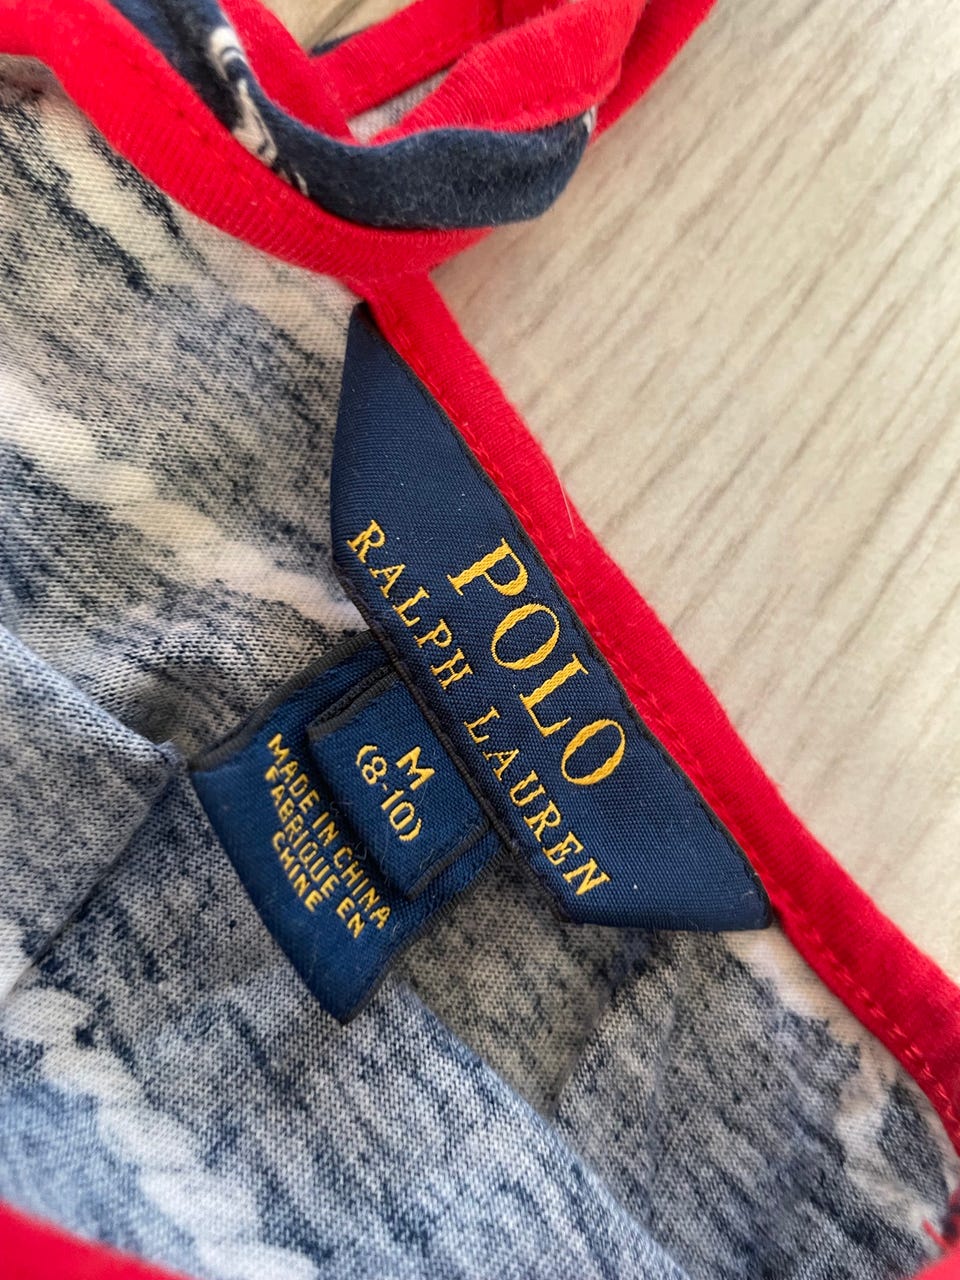 POLO
RALPH LAUREN
M
(8-10)
MADE IN CHINA
FABRIQUE EN
CHINE